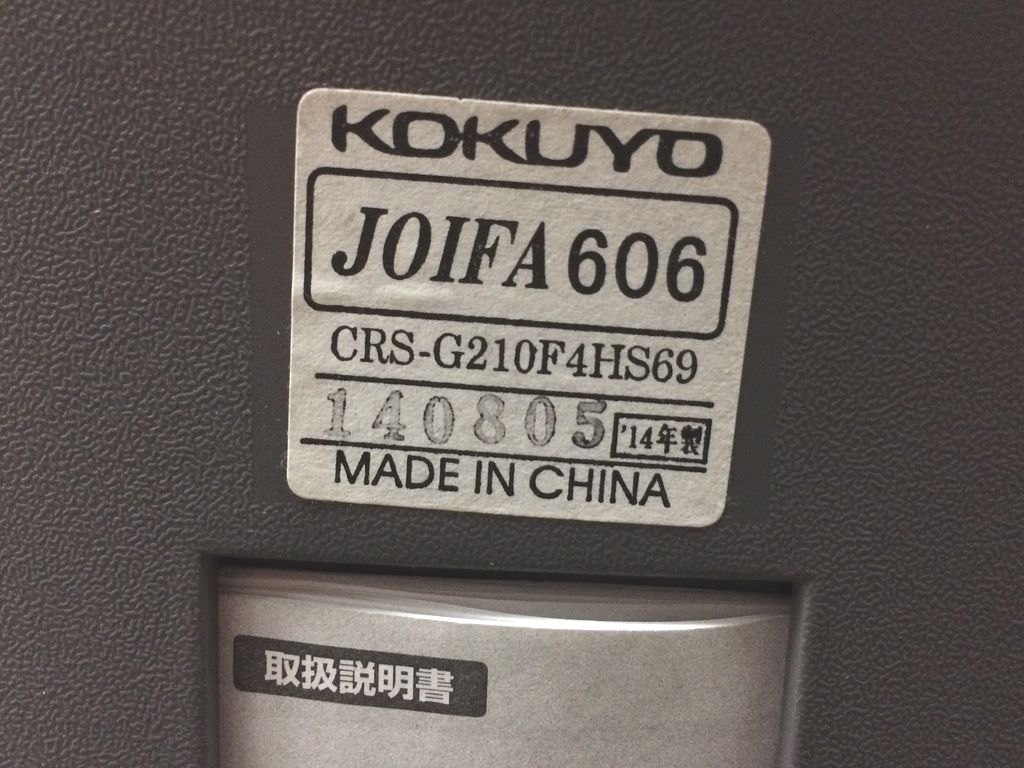 KOKUYO
JOIFA 606
CRS-G210F4HS69
140805 '14年製
MADE IN CHINA
取扱説明書